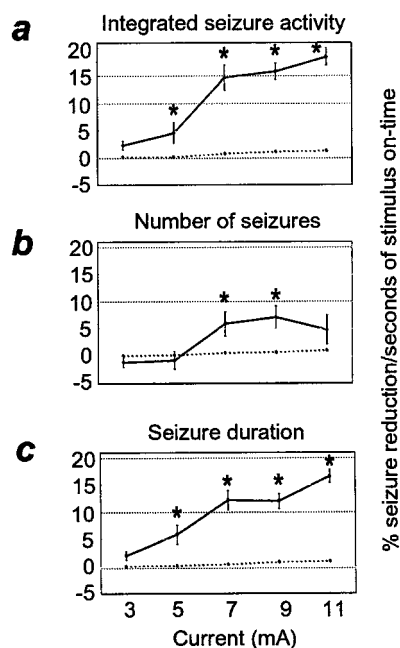 a
Integrated seizure activity
20
15
10
5
0
-5
* * * * 
b
Number of seizures
20
15
10
5
0
-5
* *
c
Seizure duration
20
15
10
5
0
-5
* * * *
3 5 7 9 11
Current (mA)
% seizure reduction/seconds of stimulus on-time